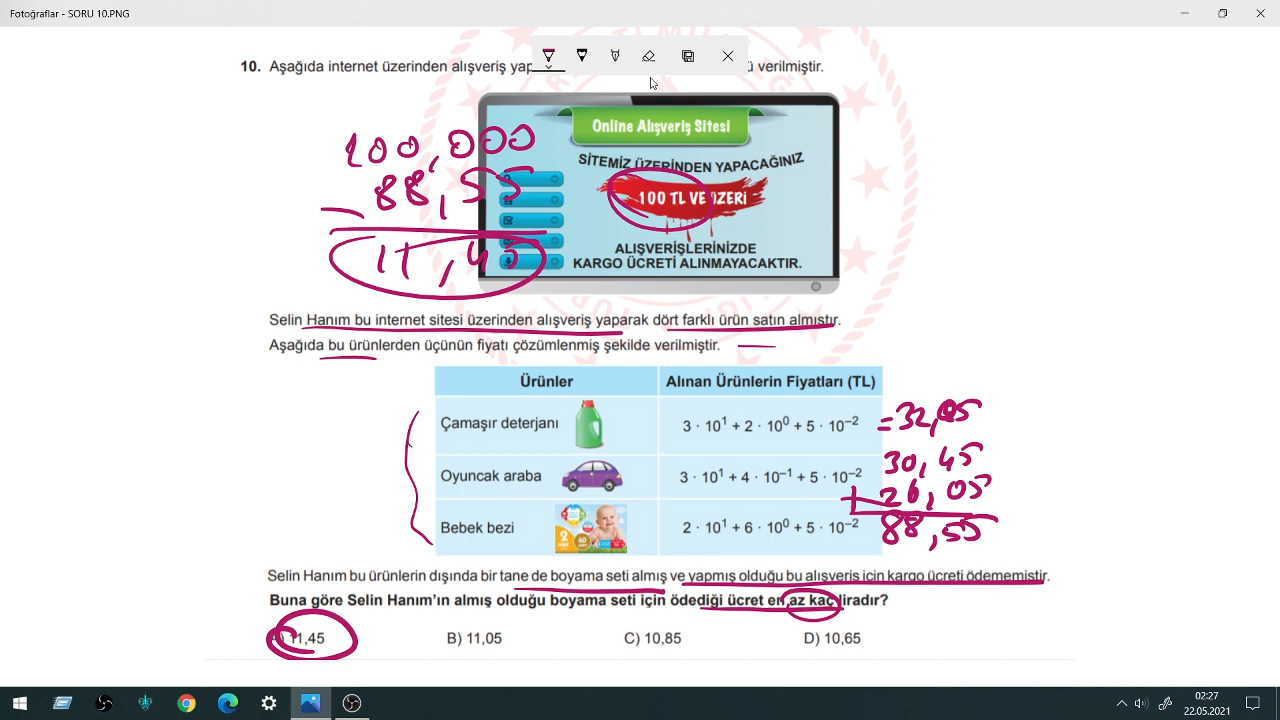 Fotoğraflar - SORU 10.PNG
10. Aşağıda internet üzerinden alışveriş yap ü verilmiştir.
Online Alışveriş Sitesi
SİTEMİZ ÜZERİNDEN YAPACAĞINIZ
100 TL VE ÜZERİ
ALIŞVERİŞLERİNİZDE
KARGO ÜCRETİ ALINMAYACAKTIR.
100,000
88,55
11,45
Selin Hanım bu internet sitesi üzerinden alışveriş yaparak dört farklı ürün satın almıştır.
Aşağıda bu ürünlerden üçünün fiyatı çözümlenmiş şekilde verilmiştir.
Ürünler Alınan Ürünlerin Fiyatları (TL)
Çamaşır deterjanı 3 · 10¹ + 2 · 10⁰ + 5 · 10⁻² = 32,05
Oyuncak araba 3 · 10¹ + 4 · 10⁻¹ + 5 · 10⁻² 30,45
+ 26,05
Bebek bezi 2 · 10¹ + 6 · 10⁰ + 5 · 10⁻² 88,55
Selin Hanım bu ürünlerin dışında bir tane de boyama seti almış ve yapmış olduğu bu alışveriş için kargo ücreti ödememiştir.
Buna göre Selin Hanım'ın almış olduğu boyama seti için ödediği ücret en az kaç liradır?
A) 11,45 B) 11,05 C) 10,85 D) 10,65
02:27
22.05.2021